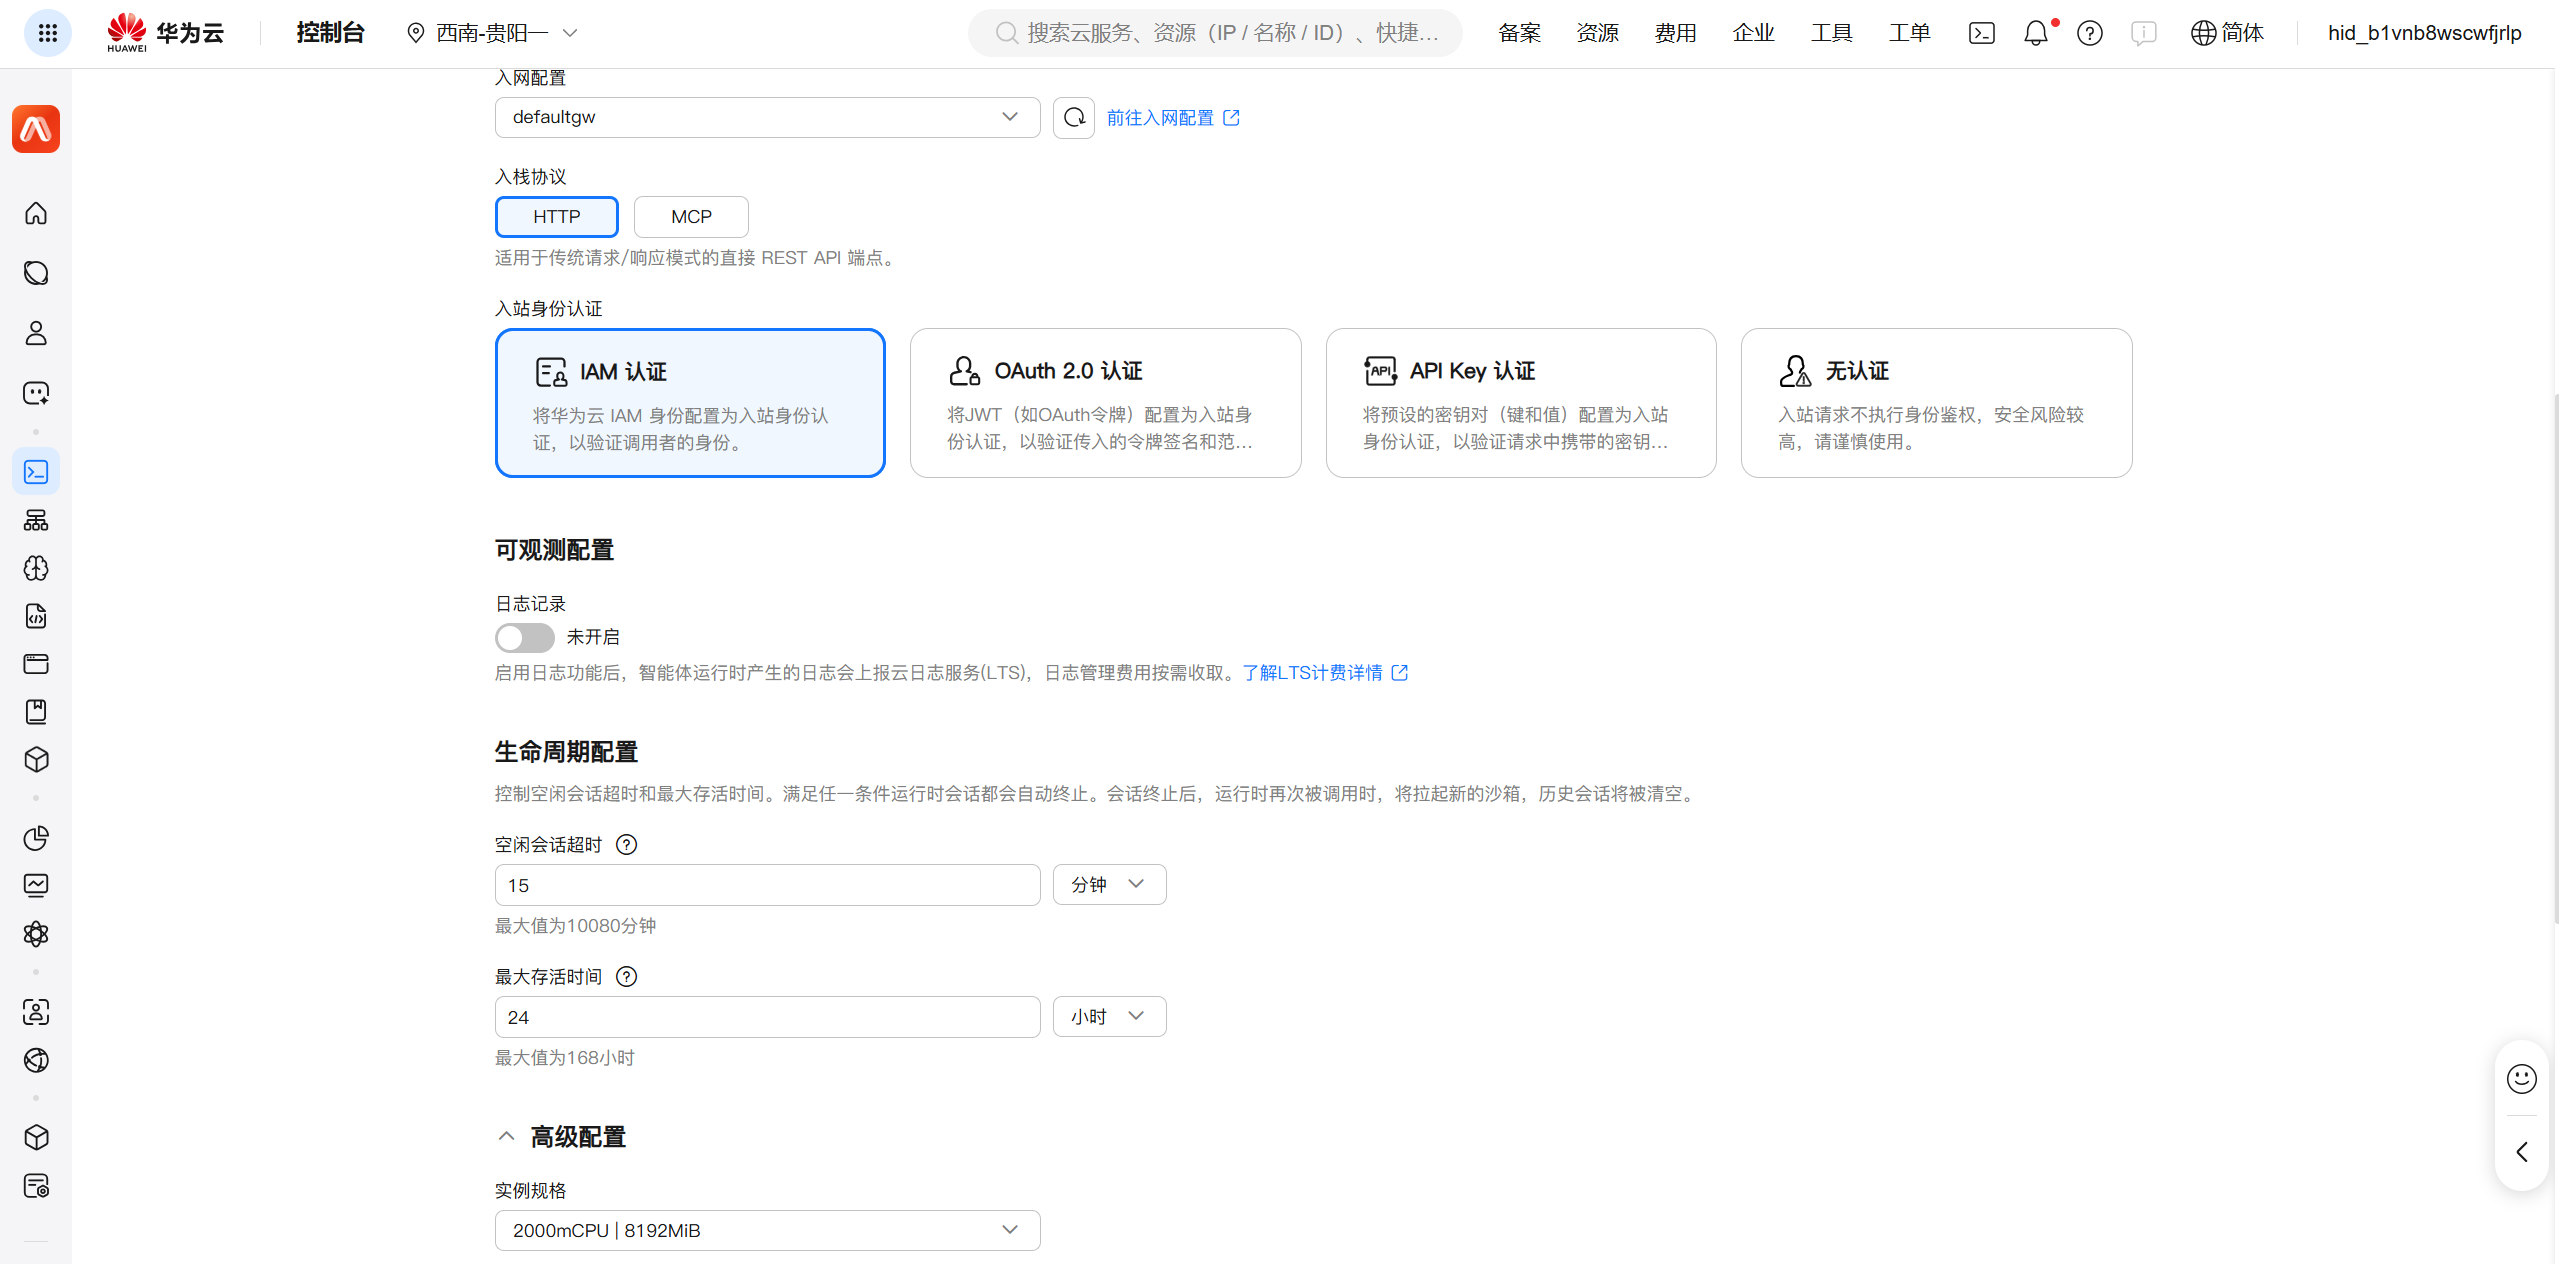 HUAWEI
华为云
控制台
西南-贵阳一
搜索云服务、资源（IP / 名称 / ID）、快捷...
备案
资源
费用
企业
工具
工单
简体
hid_b1vnb8wscwfjrlp
入网配置
defaultgw
前往入网配置
入栈协议
HTTP
MCP
适用于传统请求/响应模式的直接 REST API 端点。
入站身份认证
IAM 认证
将华为云 IAM 身份配置为入站身份认
证，以验证调用者的身份。
OAuth 2.0 认证
将JWT（如OAuth令牌）配置为入站身
份认证，以验证传入的令牌签名和范...
API
API Key 认证
将预设的密钥对（键和值）配置为入站
身份认证，以验证请求中携带的密钥...
无认证
入站请求不执行身份鉴权，安全风险较
高，请谨慎使用。
可观测配置
日志记录
未开启
启用日志功能后，智能体运行时产生的日志会上报云日志服务(LTS)，日志管理费用按需收取。了解LTS计费详情
生命周期配置
控制空闲会话超时和最大存活时间。满足任一条件运行时会话都会自动终止。会话终止后，运行时再次被调用时，将拉起新的沙箱，历史会话将被清空。
空闲会话超时
15
分钟
最大值为10080分钟
最大存活时间
24
小时
最大值为168小时
高级配置
实例规格
2000mCPU | 8192MiB